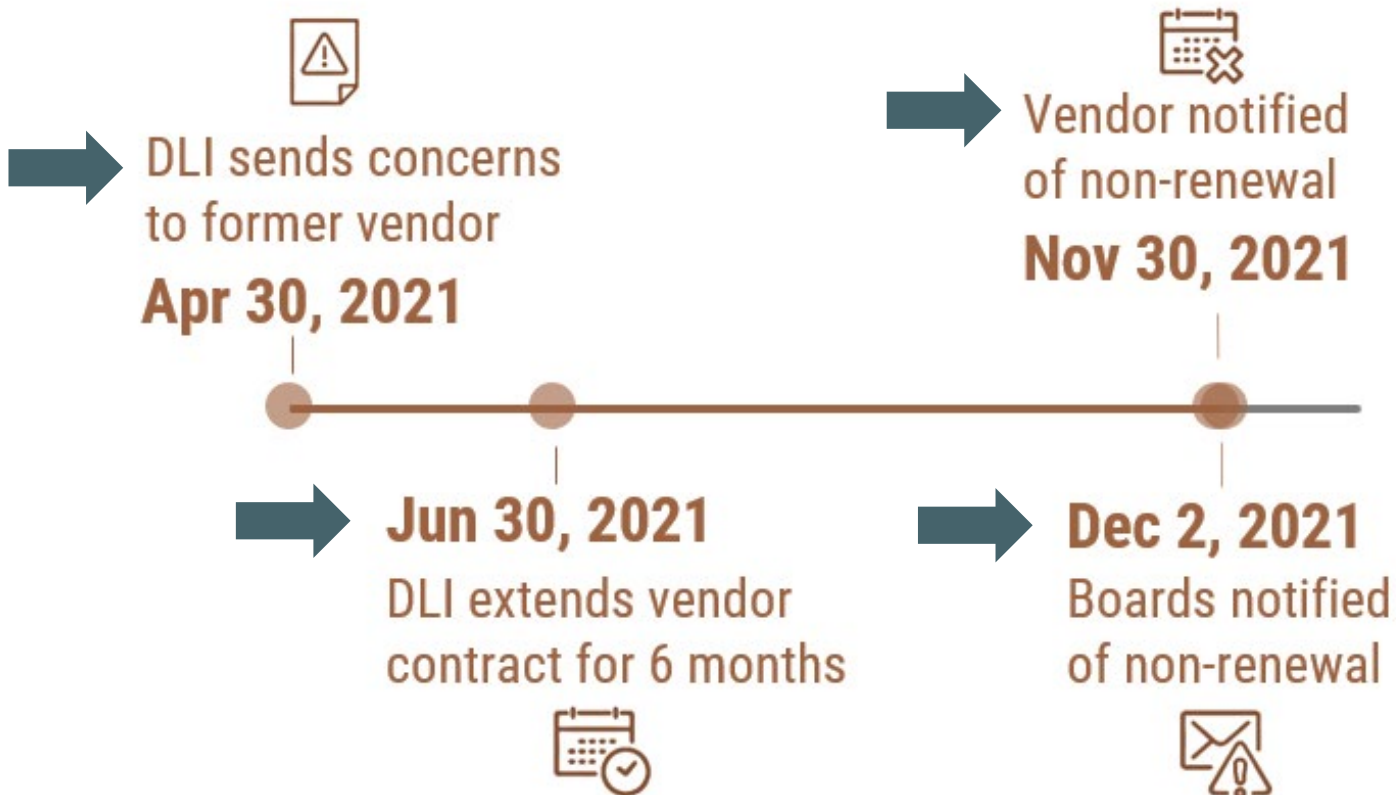 DLI sends concerns
to former vendor
Apr 30, 2021
Jun 30, 2021
DLI extends vendor
contract for 6 months
Vendor notified
of non-renewal
Nov 30, 2021
Dec 2, 2021
Boards notified
of non-renewal